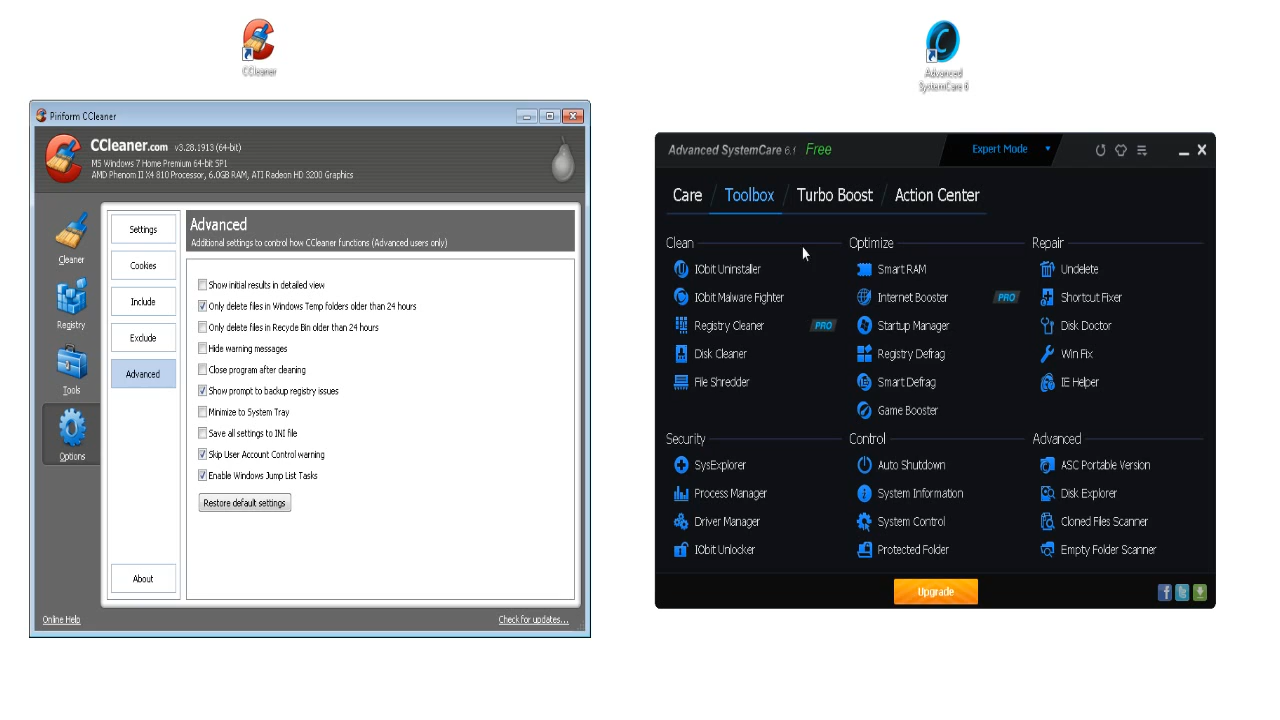 CCleaner
Advanced
SystemCare 6
Piriform CCleaner
CCleaner.com v3.28.1913 (64-bit)
MS Windows 7 Home Premium 64-bit SP1
AMD Phenom II X4 810 Processor, 6.0GB RAM, ATI Radeon HD 3200 Graphics
Cleaner
Registry
Tools
Options
Settings
Cookies
Include
Exclude
Advanced
About
Advanced
Additional settings to control how CCleaner functions (Advanced users only)
Show initial results in detailed view
Only delete files in Windows Temp folders older than 24 hours
Only delete files in Recycle Bin older than 24 hours
Hide warning messages
Close program after cleaning
Show prompt to backup registry issues
Minimize to System Tray
Save all settings to INI file
Skip User Account Control warning
Enable Windows Jump List Tasks
Restore default settings
Online Help
Check for updates...
Advanced SystemCare 6.1 Free
Expert Mode
Care / Toolbox / Turbo Boost / Action Center
Clean
IObit Uninstaller
IObit Malware Fighter
Registry Cleaner PRO
Disk Cleaner
File Shredder
Optimize
Smart RAM
Internet Booster PRO
Startup Manager
Registry Defrag
Smart Defrag
Game Booster
Repair
Undelete
Shortcut Fixer
Disk Doctor
Win Fix
IE Helper
Security
SysExplorer
Process Manager
Driver Manager
IObit Unlocker
Control
Auto Shutdown
System Information
System Control
Protected Folder
Advanced
ASC Portable Version
Disk Explorer
Cloned Files Scanner
Empty Folder Scanner
Upgrade